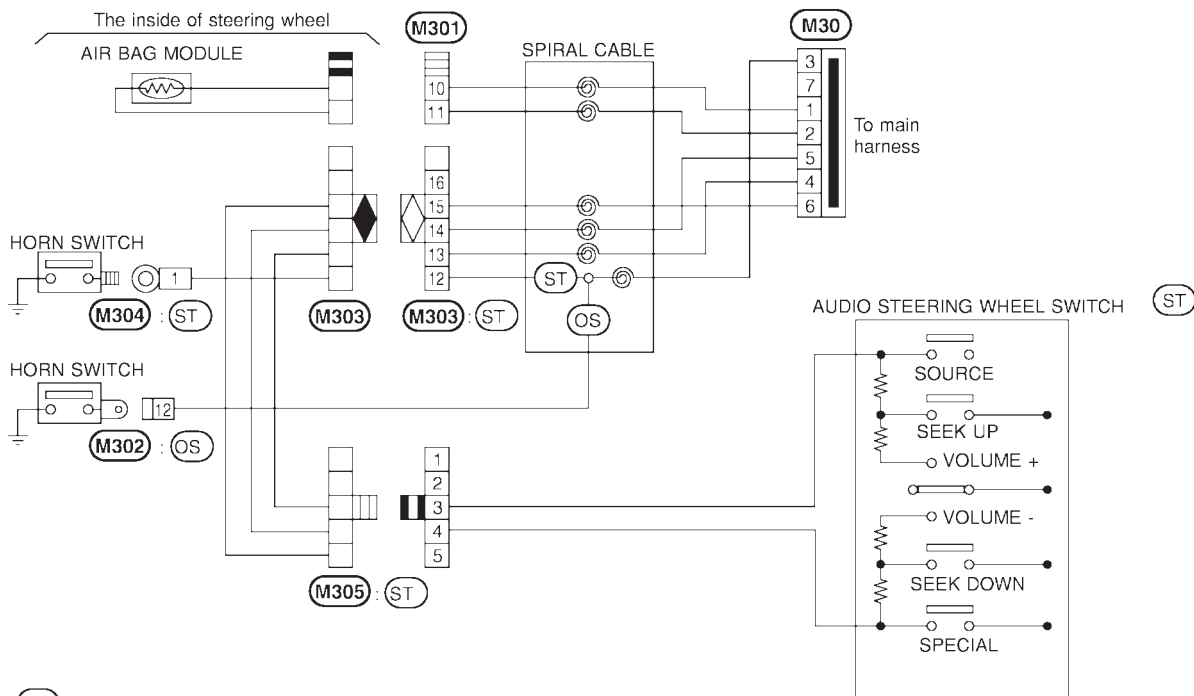 The inside of steering wheel
AIR BAG MODULE
M301
SPIRAL CABLE
M30
10
11
3
7
1
2
5
4
6
To main
harness
16
15
14
13
12
HORN SWITCH
1
M304 : ST
M303
M303 : ST
ST
OS
HORN SWITCH
12
M302 : OS
1
2
3
4
5
M305 : ST
AUDIO STEERING WHEEL SWITCH
ST
SOURCE
SEEK UP
VOLUME +
VOLUME -
SEEK DOWN
SPECIAL